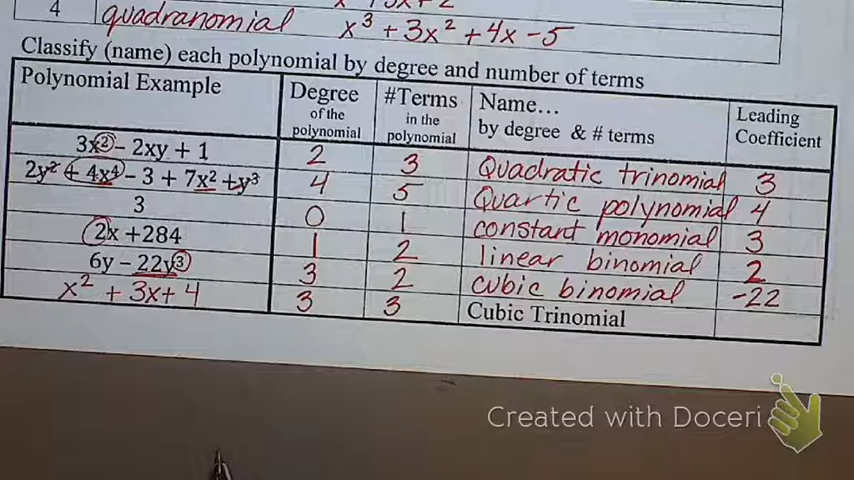 4 quadranomial x³ + 3x² + 4x - 5
Classify (name) each polynomial by degree and number of terms
Polynomial Example Degree of the polynomial #Terms in the polynomial Name... by degree & # terms Leading Coefficient
3x² - 2xy + 1 2 3 Quadratic trinomial 3
2y² + 4x⁴ - 3 + 7x² + y³ 4 5 Quartic polynomial 4
3 0 1 constant monomial 3
2x +284 1 2 linear binomial 2
6y - 22y³ 3 2 cubic binomial -22
x² + 3x + 4 3 3 Cubic Trinomial
Created with Doceri